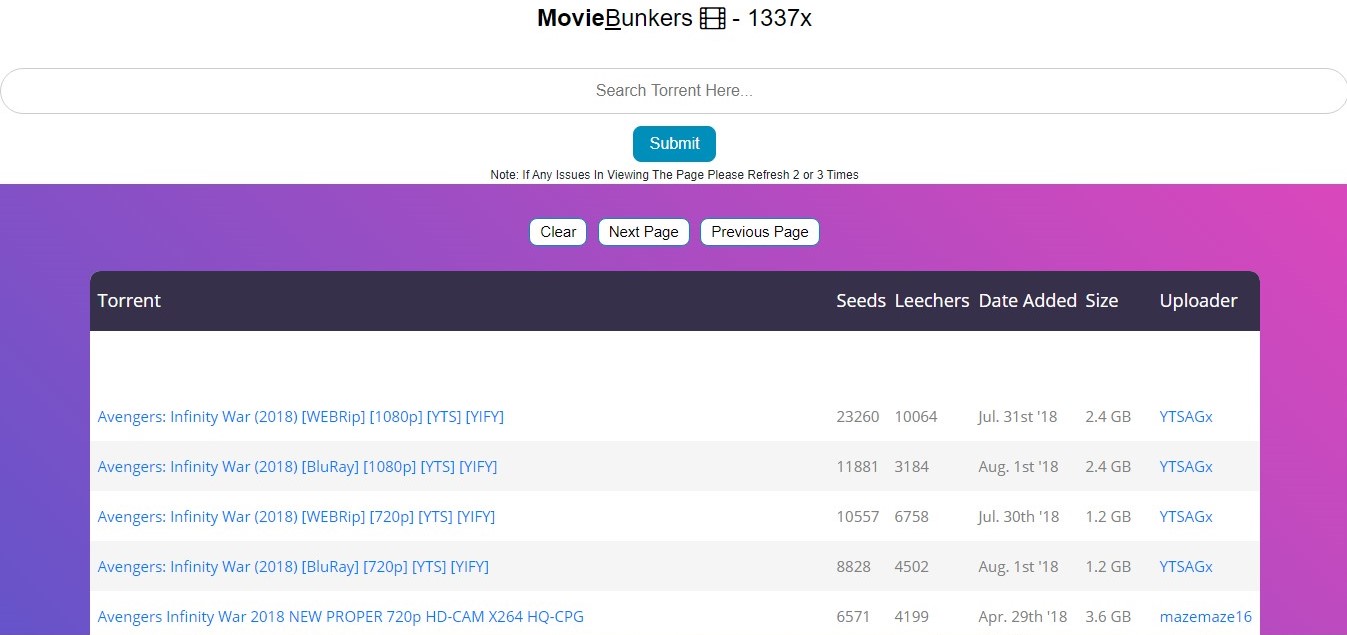 MovieBunkers - 1337x
Search Torrent Here...
Submit
Note: If Any Issues In Viewing The Page Please Refresh 2 or 3 Times
Clear Next Page Previous Page
Torrent Seeds Leechers Date Added Size Uploader
Avengers: Infinity War (2018) [WEBRip] [1080p] [YTS] [YIFY] 23260 10064 Jul. 31st '18 2.4 GB YTSAGx
Avengers: Infinity War (2018) [BluRay] [1080p] [YTS] [YIFY] 11881 3184 Aug. 1st '18 2.4 GB YTSAGx
Avengers: Infinity War (2018) [WEBRip] [720p] [YTS] [YIFY] 10557 6758 Jul. 30th '18 1.2 GB YTSAGx
Avengers: Infinity War (2018) [BluRay] [720p] [YTS] [YIFY] 8828 4502 Aug. 1st '18 1.2 GB YTSAGx
Avengers Infinity War 2018 NEW PROPER 720p HD-CAM X264 HQ-CPG 6571 4199 Apr. 29th '18 3.6 GB mazemaze16